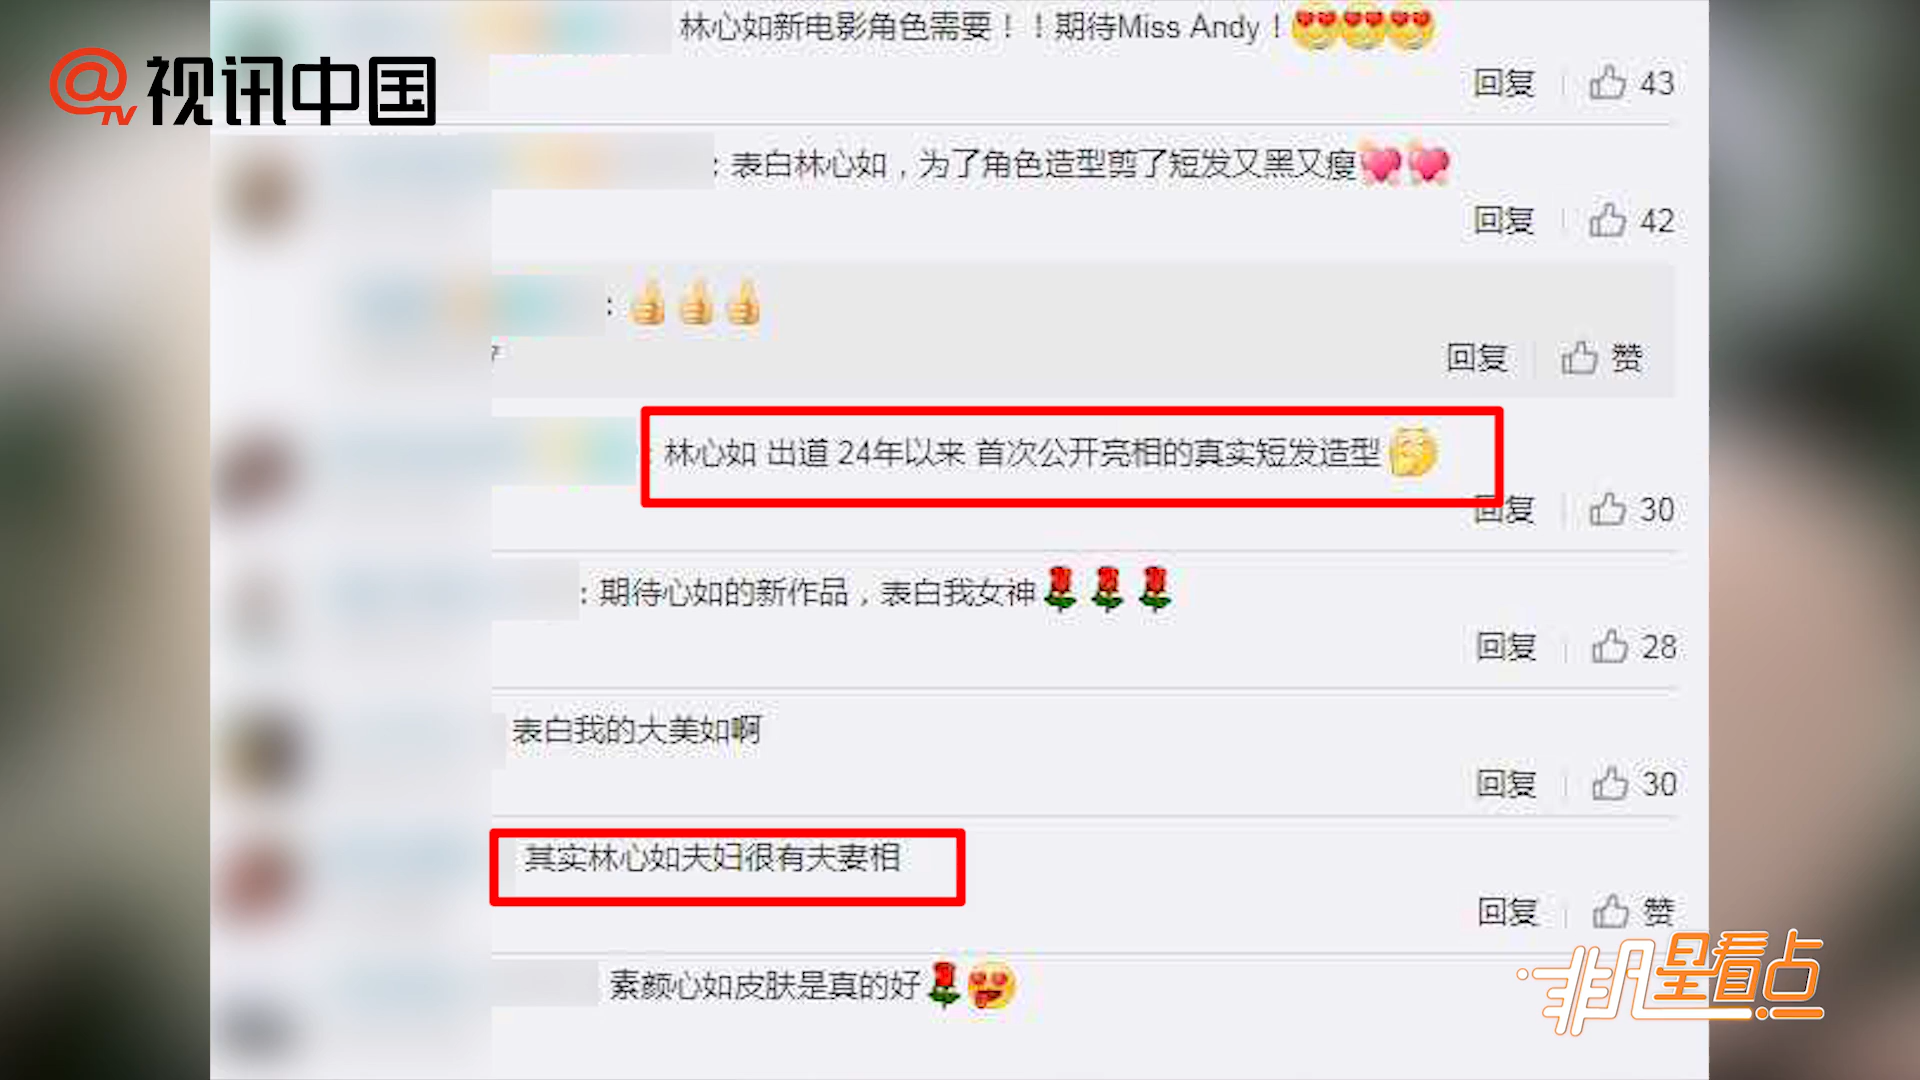 林心如新电影角色需要！！期待Miss Andy！
@TV 视讯中国
回复 43
：表白林心如，为了角色造型剪了短发又黑又瘦
回复 42
：
回复 赞
林心如 出道 24年以来 首次公开亮相的真实短发造型
回复 30
：期待心如的新作品，表白我女神
回复 28
表白我的大美如啊
回复 30
其实林心如夫妇很有夫妻相
回复 赞
素颜心如皮肤是真的好
非凡星看点